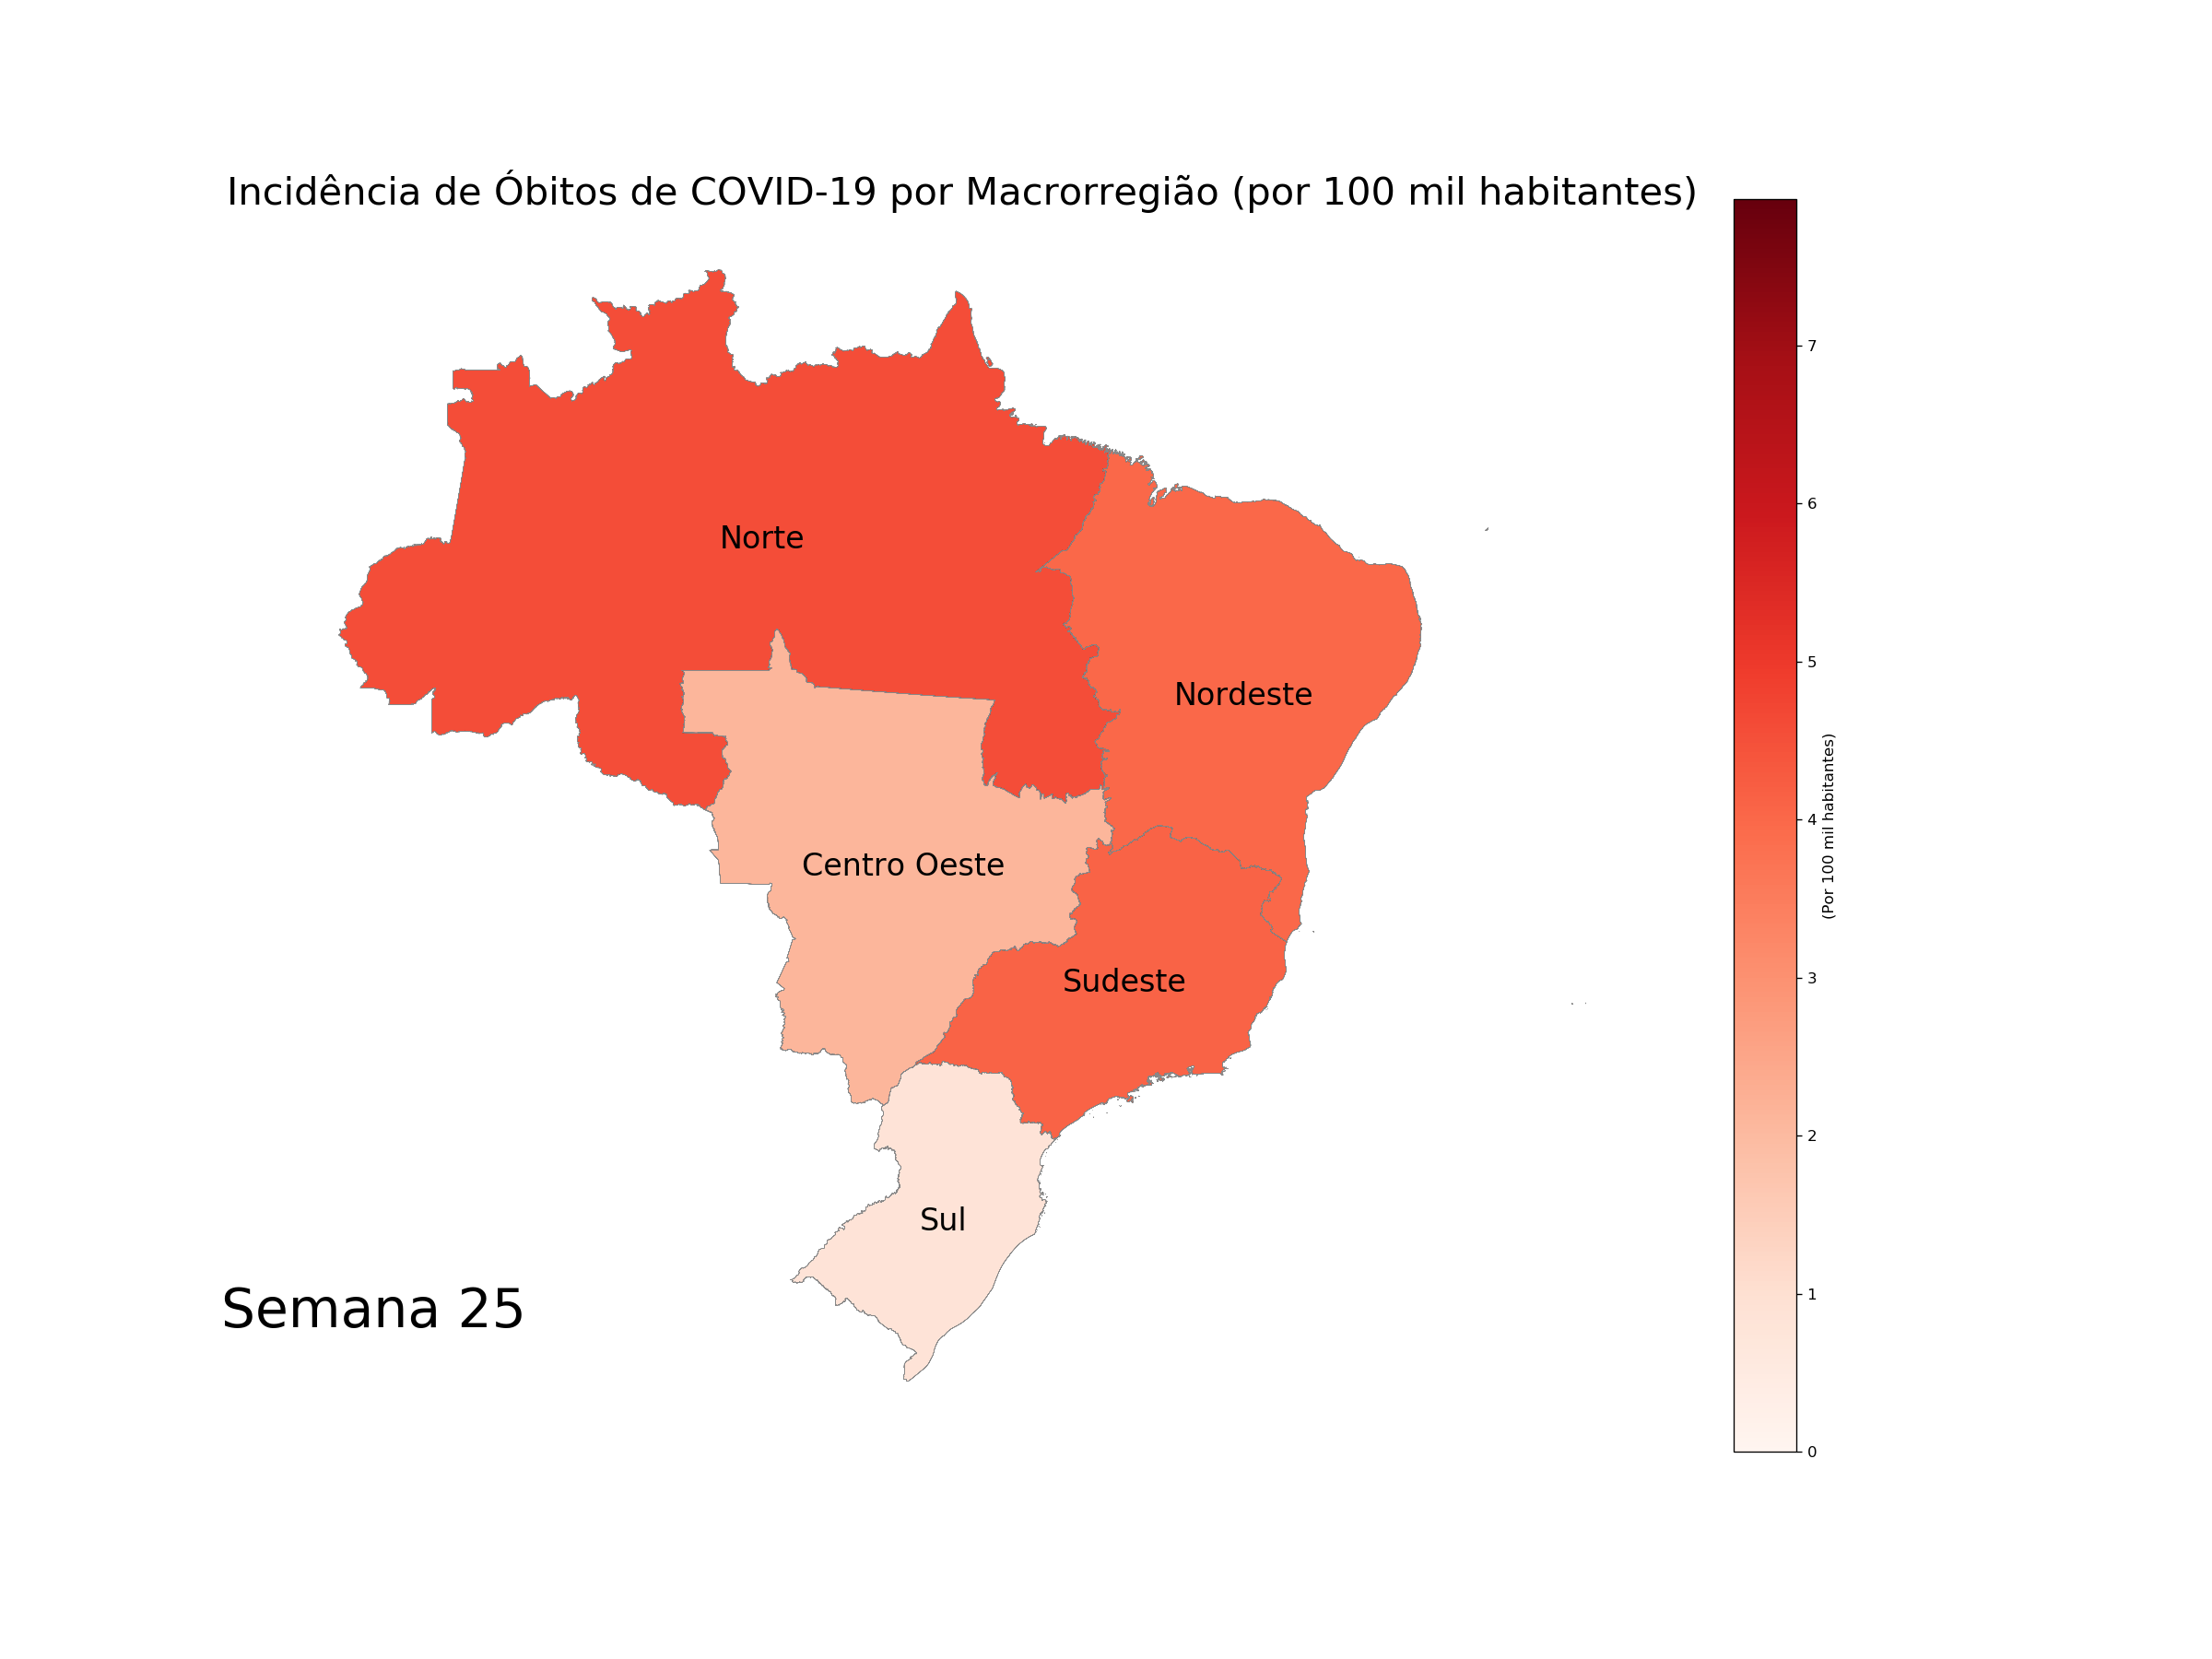 Incidência de Óbitos de COVID-19 por Macrorregião (por 100 mil habitantes)
7
6
5
4
3
2
1
0
(Por 100 mil habitantes)
Norte
Nordeste
Centro Oeste
Sudeste
Sul
Semana 25